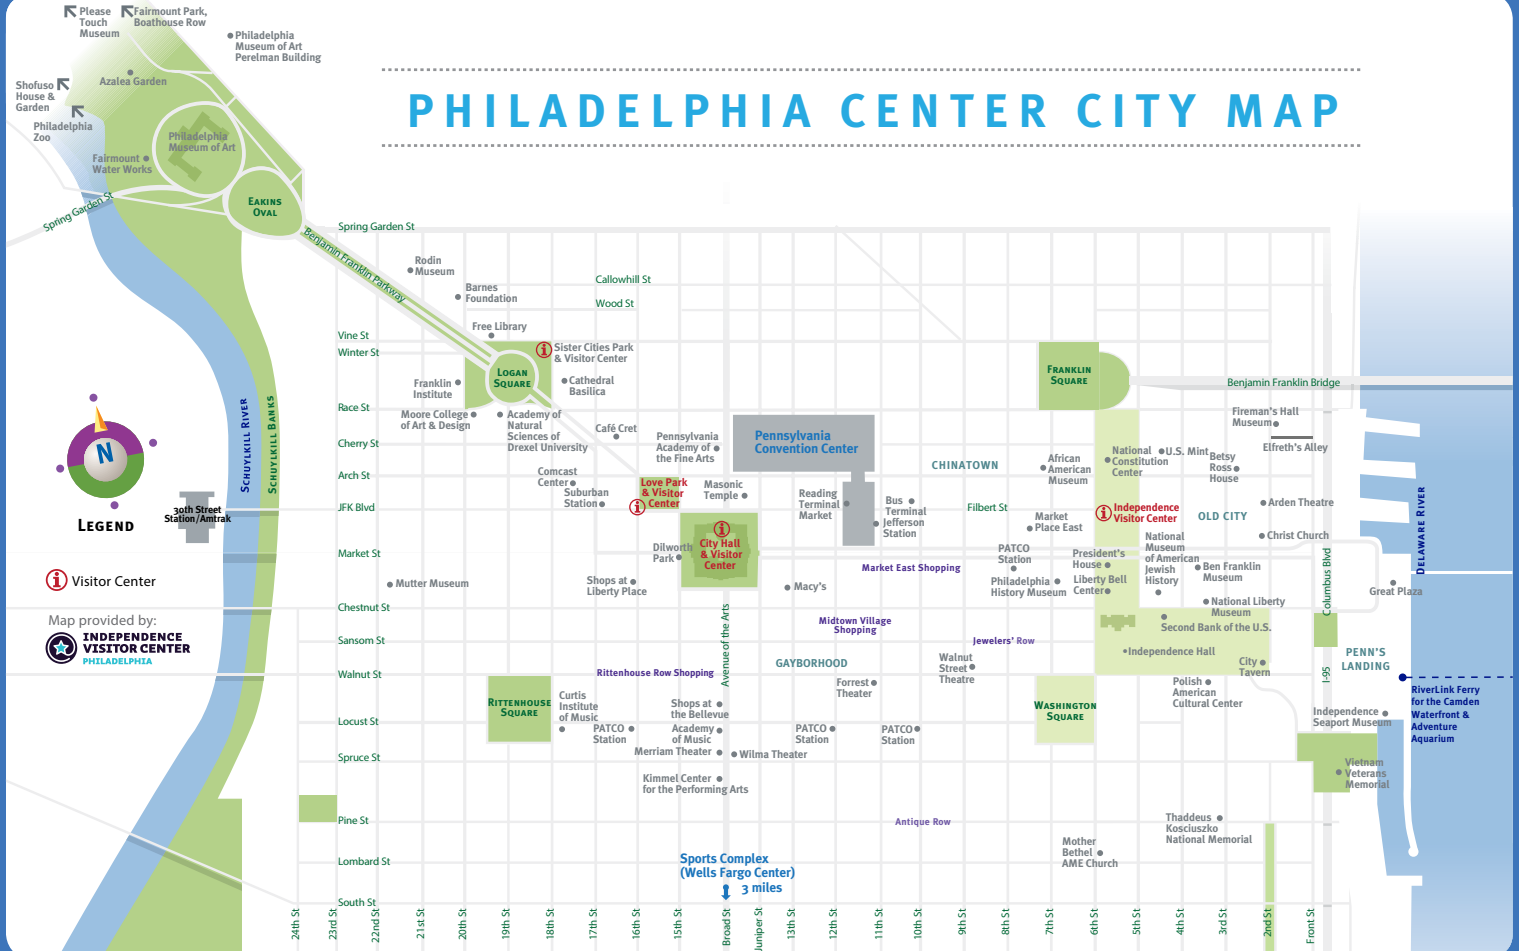 PHILADELPHIA CENTER CITY MAP
Please
Touch
Museum
Fairmount Park,
Boathouse Row
Philadelphia
Museum of Art
Perelman Building
Azalea Garden
Shofuso
House &
Garden
Philadelphia
Zoo
Philadelphia
Museum of Art
Fairmount
Water Works
Spring Garden St
EAKINS
OVAL
Benjamin Franklin Parkway
Spring Garden St
Rodin
Museum
Barnes
Foundation
Callowhill St
Wood St
Free Library
Vine St
Winter St
Sister Cities Park
& Visitor Center
LOGAN
SQUARE
Franklin
Institute
Cathedral
Basilica
FRANKLIN
SQUARE
Benjamin Franklin Bridge
Race St
Moore College
of Art & Design
Academy of
Natural
Sciences of
Drexel University
Café Cret
Pennsylvania
Academy of
the Fine Arts
Pennsylvania
Convention Center
Fireman's Hall
Museum
Elfreth's Alley
Cherry St
CHINATOWN
African
American
Museum
National
Constitution
Center
U.S. Mint
Betsy
Ross
House
Arch St
Comcast
Center
Suburban
Station
Love Park
& Visitor
Center
Masonic
Temple
Reading
Terminal
Market
Bus
Terminal
Jefferson
Station
Filbert St
Market
Place East
Independence
Visitor Center
OLD CITY
Arden Theatre
Christ Church
JFK Blvd
30th Street
Station/Amtrak
SCHUYLKILL RIVER
SCHUYLKILL BANKS
N
LEGEND
Visitor Center
Map provided by:
INDEPENDENCE
VISITOR CENTER
PHILADELPHIA
Market St
Dilworth
Park
City Hall
& Visitor
Center
Mutter Museum
Shops at
Liberty Place
Macy's
Market East Shopping
PATCO
Station
Philadelphia
History Museum
President's
House
Liberty Bell
Center
National
Museum
of American
Jewish
History
Ben Franklin
Museum
National Liberty
Museum
Second Bank of the U.S.
Columbus Blvd
DELAWARE RIVER
Great Plaza
Chestnut St
Avenue of the Arts
Midtown Village
Shopping
Jewelers' Row
Sansom St
Independence Hall
City
Tavern
I-95
PENN'S
LANDING
Walnut St
Rittenhouse Row Shopping
GAYBORHOOD
Walnut
Street
Theatre
Forrest
Theater
Polish
American
Cultural Center
RiverLink Ferry
for the Camden
Waterfront &
Adventure
Aquarium
RITTENHOUSE
SQUARE
Curtis
Institute
of Music
Shops at
the Bellevue
WASHINGTON
SQUARE
Independence
Seaport Museum
Locust St
PATCO
Station
Academy
of Music
PATCO
Station
PATCO
Station
Merriam Theater
Wilma Theater
Spruce St
Kimmel Center
for the Performing Arts
Vietnam
Veterans
Memorial
Pine St
Antique Row
Thaddeus
Kosciuszko
National Memorial
Mother
Bethel
AME Church
Lombard St
Sports Complex
(Wells Fargo Center)
3 miles
South St
24th St
23rd St
22nd St
21st St
20th St
19th St
18th St
17th St
16th St
15th St
Broad St
Juniper St
13th St
12th St
11th St
10th St
9th St
8th St
7th St
6th St
5th St
4th St
3rd St
2nd St
Front St